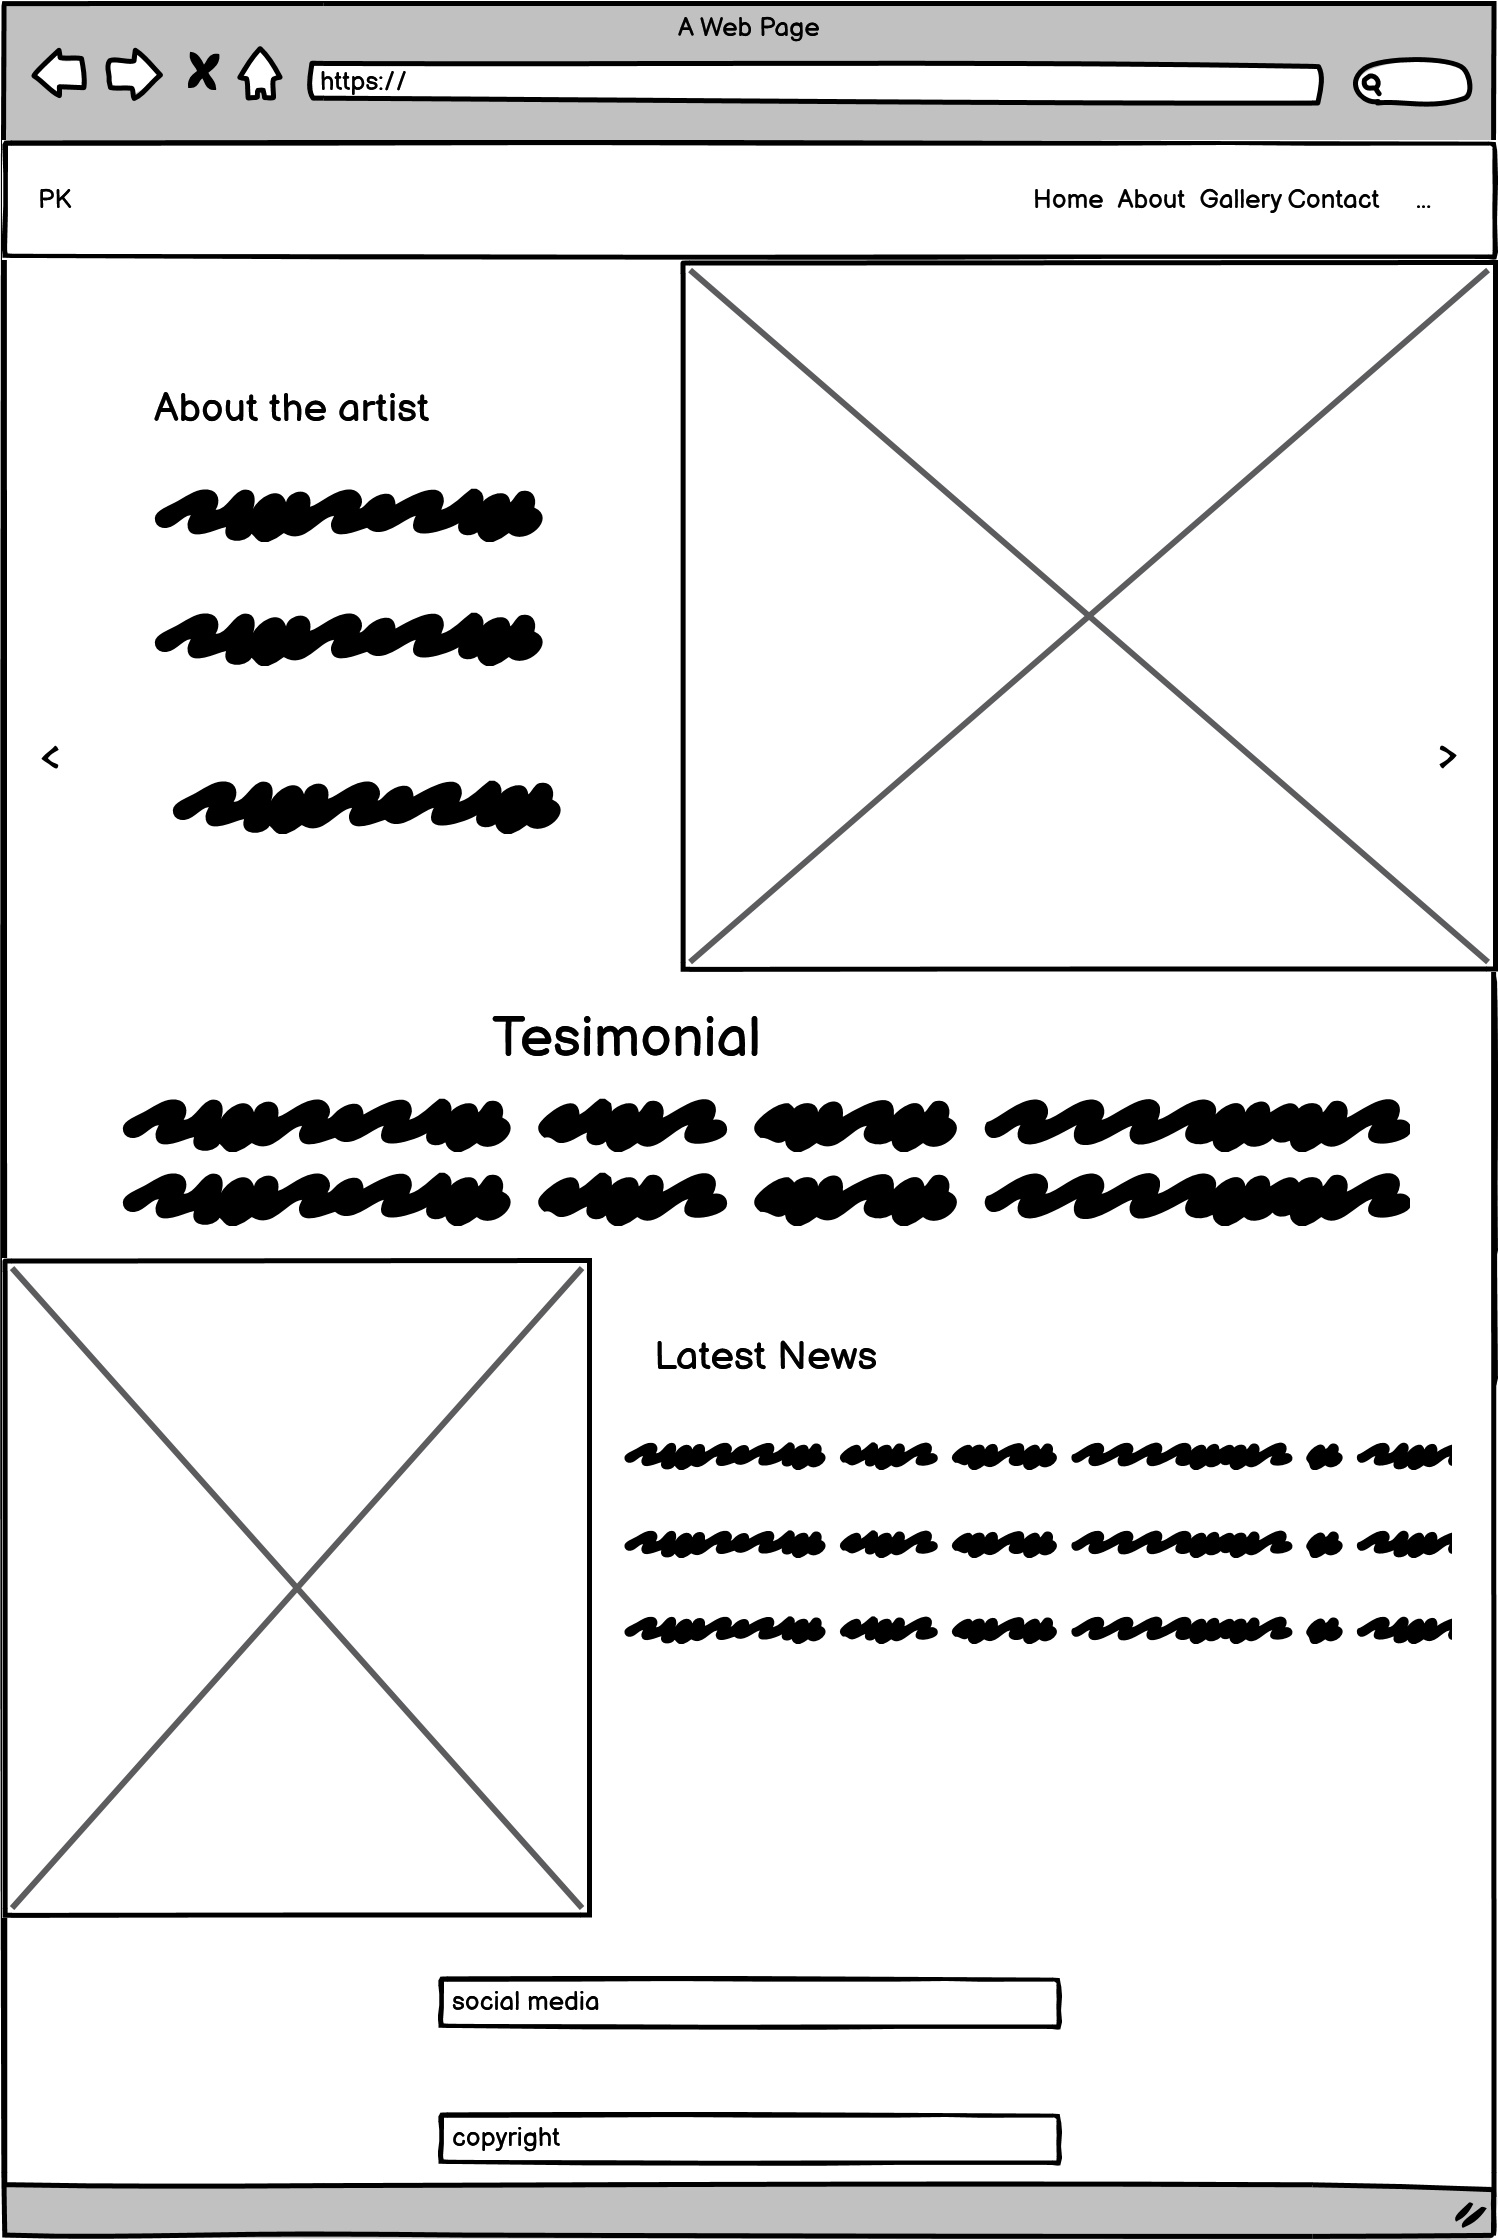 A Web Page
https://
PK
Home About Gallery Contact ...
About the artist
<
>
Tesimonial
Latest News
social media
copyright